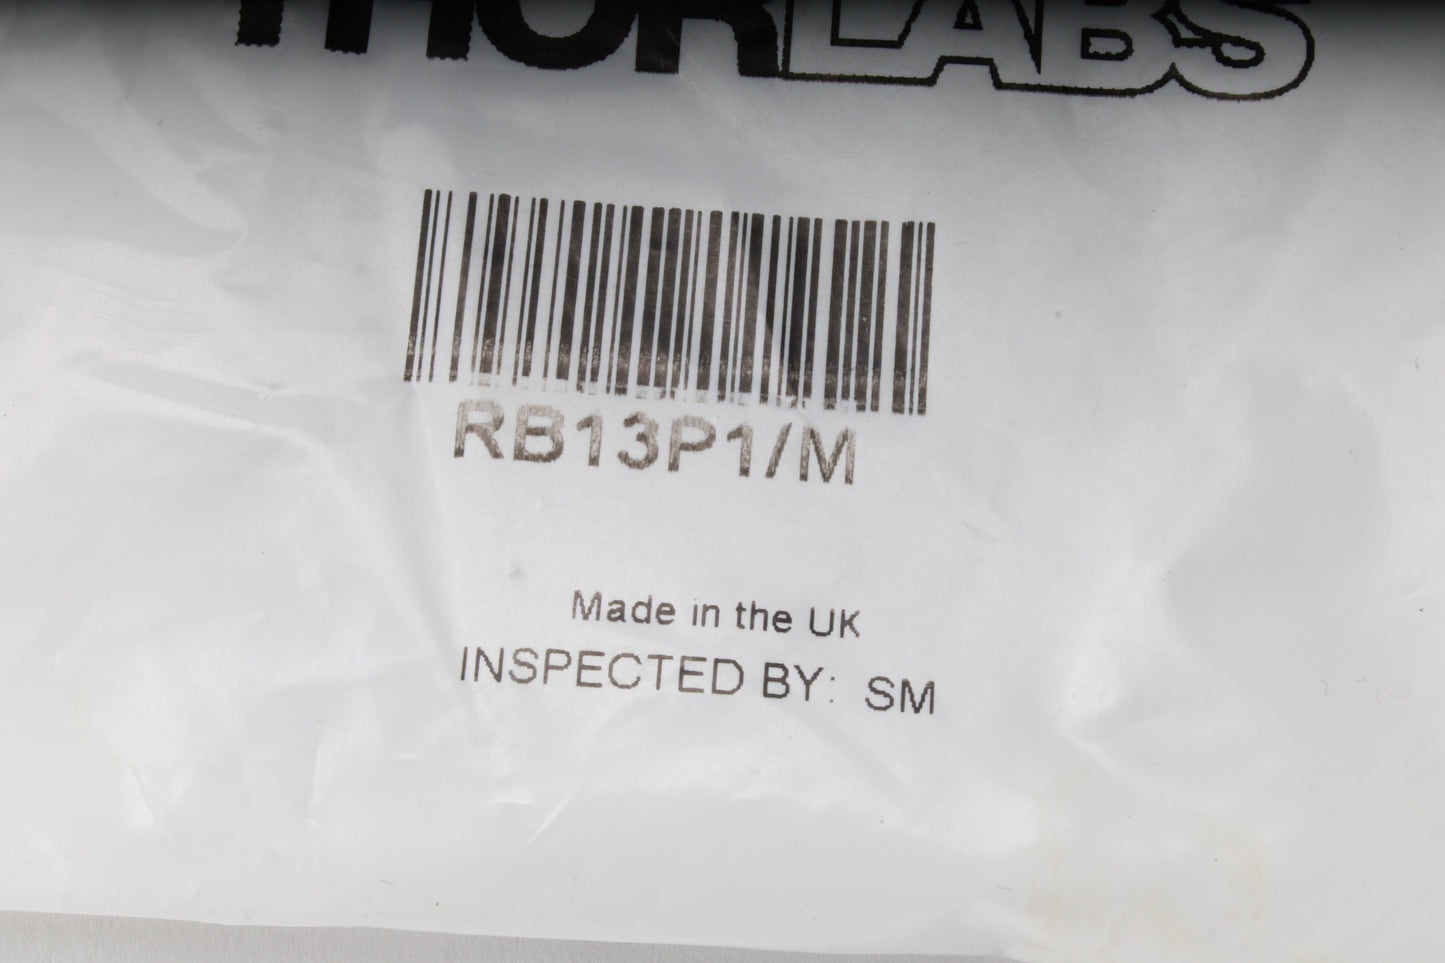 THORLABS
RB13P1/M
Made in the UK
INSPECTED BY: SM